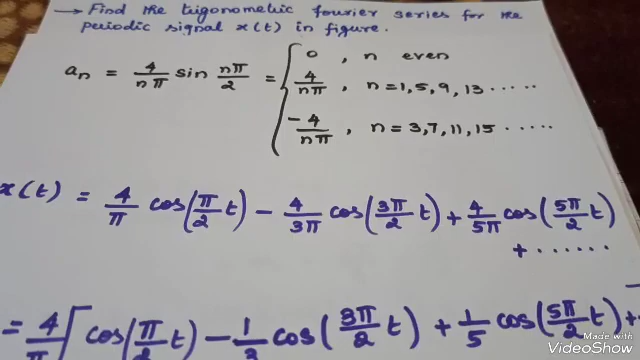 → Find the trigonometric fourier series for the
periodic signal x(t) in figure.
aₙ = 4/nπ sin nπ/2 = { 0 , n even
4/nπ , n = 1, 5, 9, 13 .....
-4/nπ , n = 3, 7, 11, 15 .....
x(t) = 4/π cos(π/2 t) - 4/3π cos(3π/2 t) + 4/5π cos(5π/2 t)
+ ......
= 4/π [ cos(π/2 t) - 1/3 cos(3π/2 t) + 1/5 cos(5π/2 t) +
Made with
VideoShow